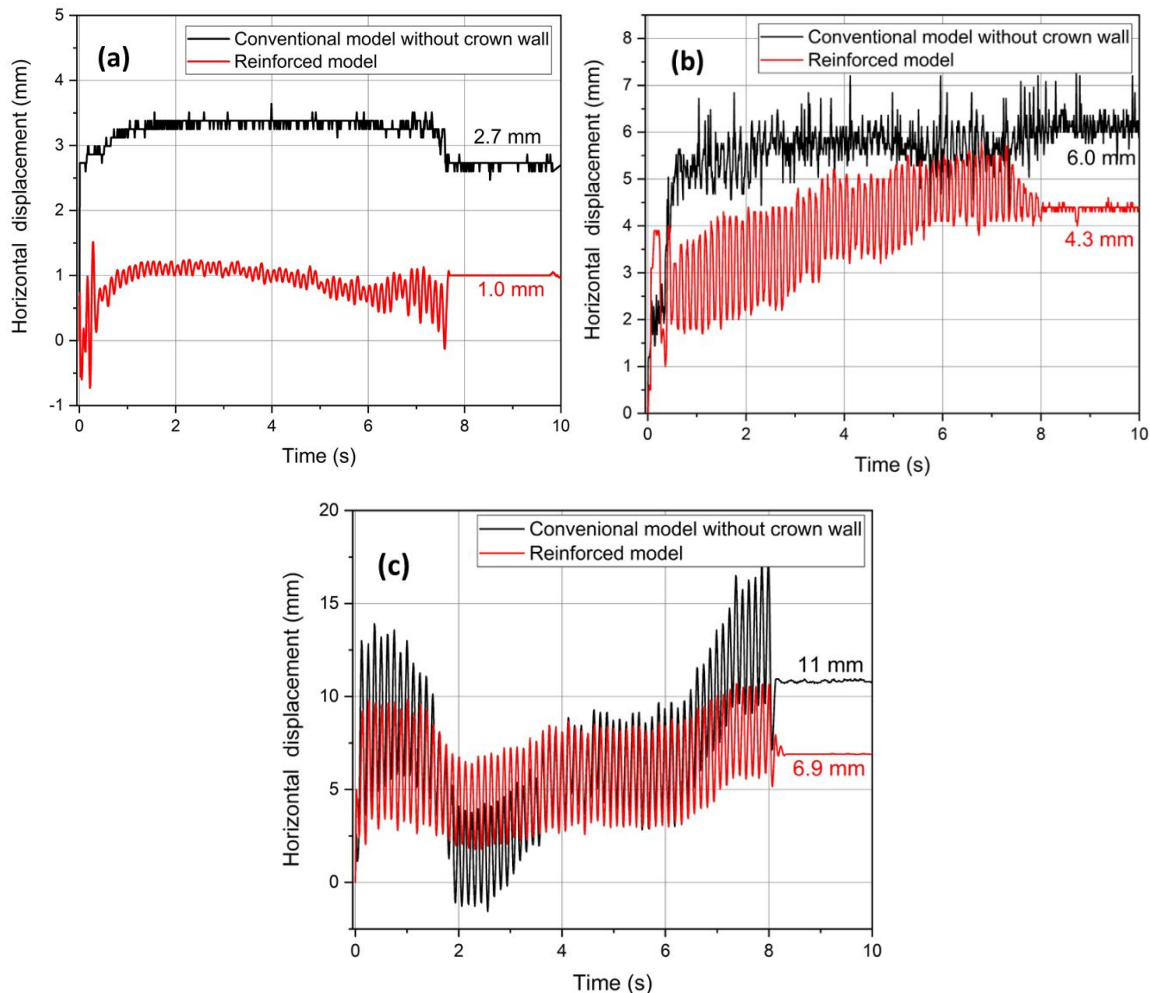 (a)
Conventional model without crown wall
Reinforced model
Horizontal displacement (mm)
5
4
3
2
1
0
-1
2.7 mm
1.0 mm
0 2 4 6 8 10
Time (s)
(b)
Conventional model without crown wall
Reinforced model
Horizontal displacement (mm)
8
7
6
5
4
3
2
1
0
6.0 mm
4.3 mm
0 2 4 6 8 10
Time (s)
(c)
Convenional model without crown wall
Reinforced model
Horizontal displacement (mm)
20
15
10
5
0
11 mm
6.9 mm
0 2 4 6 8 10
Time (s)